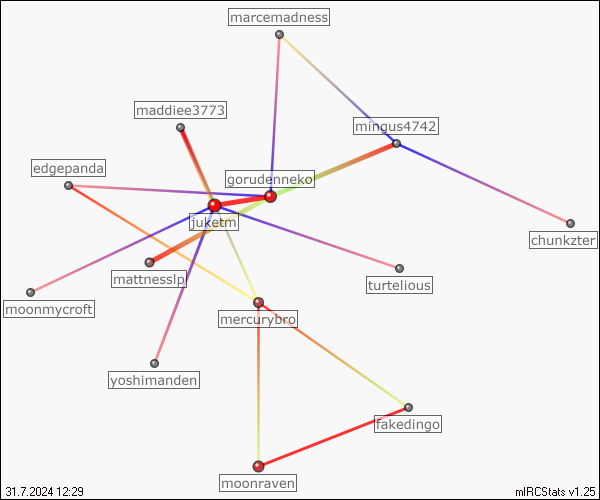 marcemadness
maddiee3773
mingus4742
edgepanda
gorudenneko
juketm
chunkzter
mattnesslp
turtelious
moonmycroft
mercurybro
yoshimanden
fakedingo
moonraven
31.7.2024 12:29
mIRCStats v1.25